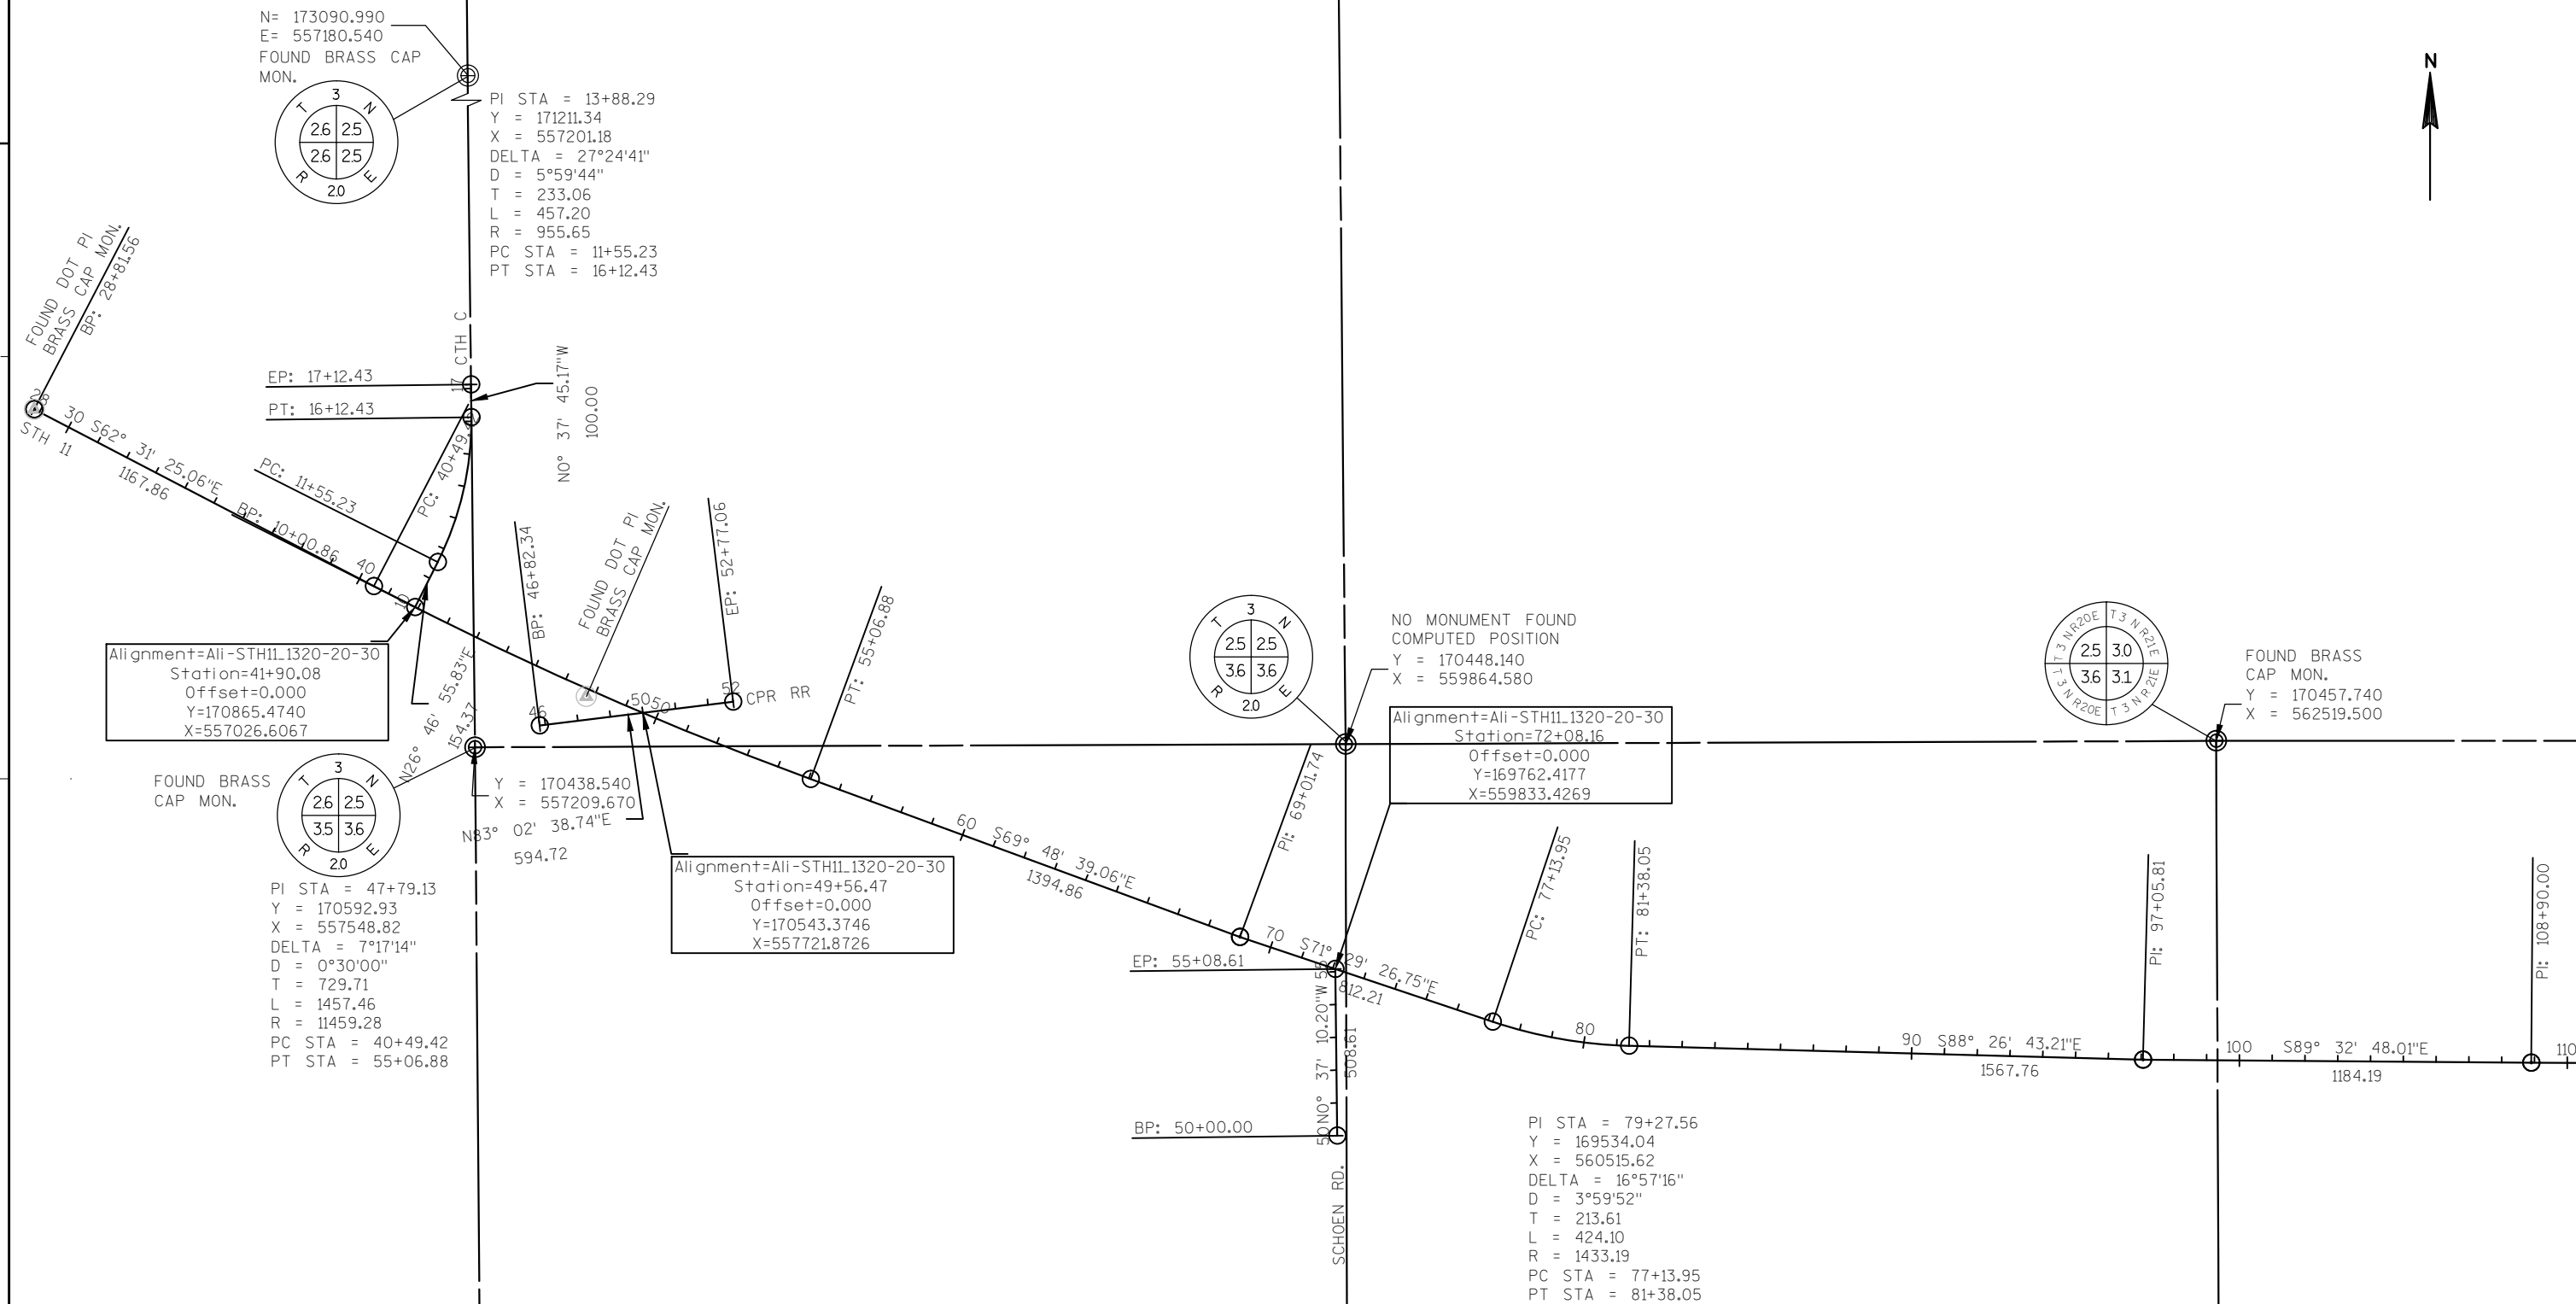 N= 173090.990
E= 557180.540
FOUND BRASS CAP
MON.
3
T N
2.6 2.5
2.6 2.5
R E
2.0
N
PI STA = 13+88.29
Y = 171211.34
X = 557201.18
DELTA = 27°24'41"
D = 5°59'44"
T = 233.06
L = 457.20
R = 955.65
PC STA = 11+55.23
PT STA = 16+12.43
FOUND DOT PI
BRASS CAP MON.
BP: 28+81.56
28
STH 11
30
S62° 31' 25.06"E
1167.86
EP: 17+12.43
PT: 16+12.43
17
CTH C
N0° 37' 45.17"W
100.00
PC: 11+55.23
BP: 10+00.86
40
PC: 40+49.42
10
Alignment=Ali-STH11_1320-20-30
Station=41+90.08
Offset=0.000
Y=170865.4740
X=557026.6067
N26° 46' 55.83"E
154.37
BP: 46+82.34
FOUND DOT PI
BRASS CAP MON.
EP: 52+77.06
46
50
50
52
CPR RR
PT: 55+06.88
FOUND BRASS
CAP MON.
3
T N
2.6 2.5
3.5 3.6
R E
2.0
Y = 170438.540
X = 557209.670
N83° 02' 38.74"E
594.72
PI STA = 47+79.13
Y = 170592.93
X = 557548.82
DELTA = 7°17'14"
D = 0°30'00"
T = 729.71
L = 1457.46
R = 11459.28
PC STA = 40+49.42
PT STA = 55+06.88
Alignment=Ali-STH11_1320-20-30
Station=49+56.47
Offset=0.000
Y=170543.3746
X=557721.8726
60
S69° 48' 39.06"E
1394.86
3
T N
2.5 2.5
3.6 3.6
R E
2.0
NO MONUMENT FOUND
COMPUTED POSITION
Y = 170448.140
X = 559864.580
Alignment=Ali-STH11_1320-20-30
Station=72+08.16
Offset=0.000
Y=169762.4177
X=559833.4269
PI: 69+01.74
70
S71° 29' 26.75"E
812.21
EP: 55+08.61
55
N0° 37' 10.20"W
508.61
50
BP: 50+00.00
SCHOEN RD.
PC: 77+13.95
80
PT: 81+38.05
PI STA = 79+27.56
Y = 169534.04
X = 560515.62
DELTA = 16°57'16"
D = 3°59'52"
T = 213.61
L = 424.10
R = 1433.19
PC STA = 77+13.95
PT STA = 81+38.05
T 3 N R20E T 3 N R21E
2.5 3.0
3.6 3.1
T 3 N R20E T 3 N R 21E
FOUND BRASS
CAP MON.
Y = 170457.740
X = 562519.500
90
S88° 26' 43.21"E
1567.76
PI: 97+05.81
100
S89° 32' 48.01"E
1184.19
PI: 108+90.00
110